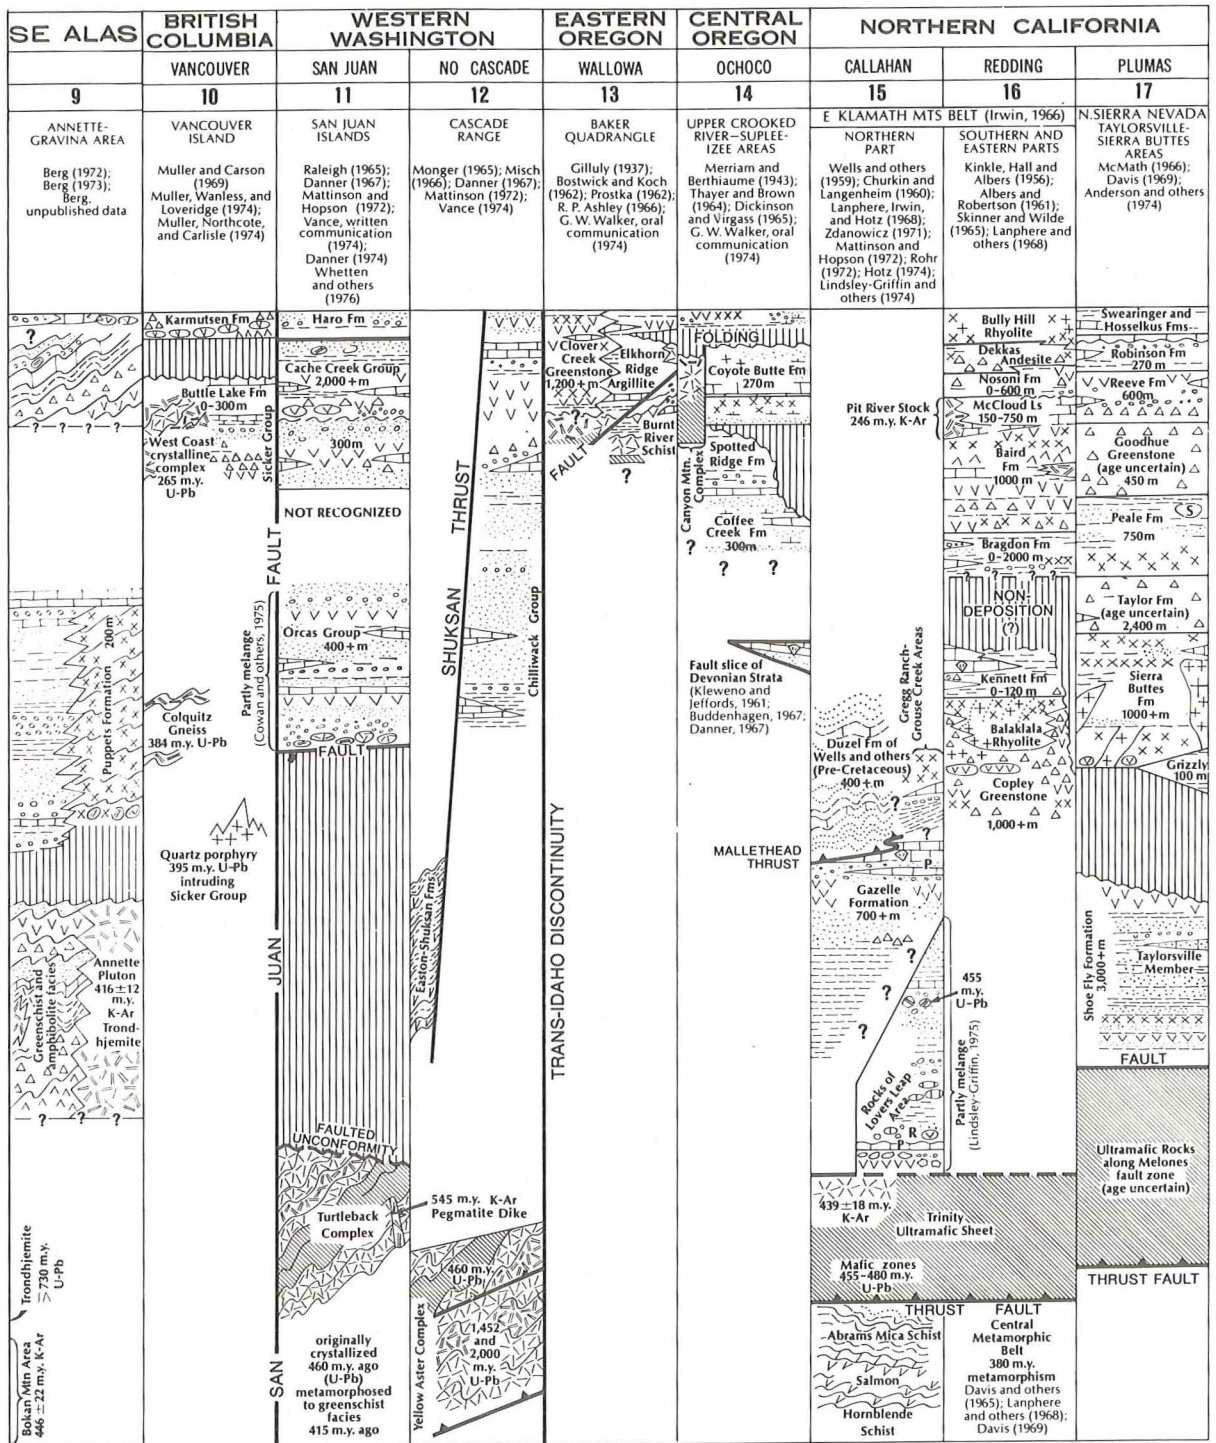 SE ALAS
BRITISH
COLUMBIA
WESTERN
WASHINGTON
EASTERN
OREGON
CENTRAL
OREGON
NORTHERN CALIFORNIA
VANCOUVER
SAN JUAN
NO CASCADE
WALLOWA
OCHOCO
CALLAHAN
REDDING
PLUMAS
9
10
11
12
13
14
15
16
17
ANNETTE-
GRAVINA AREA
Berg (1972);
Berg (1973);
Berg,
unpublished data
VANCOUVER
ISLAND
Muller and Carson
(1969)
Muller, Wanless, and
Loveridge (1974);
Muller, Northcote,
and Carlisle (1974)
SAN JUAN
ISLANDS
Raleigh (1965);
Danner (1967);
Mattinson and
Hopson (1972);
Vance, written
communication
(1974);
Danner (1974)
Whetten
and others
(1976)
CASCADE
RANGE
Monger (1965); Misch
(1966); Danner (1967);
Mattinson (1972);
Vance (1974)
BAKER
QUADRANGLE
Gilluly (1937);
Bostwick and Koch
(1962); Prostka (1962);
R. P. Ashley (1966);
G. W. Walker, oral
communication
(1974)
UPPER CROOKED
RIVER—SUPLEE-
IZEE AREAS
Merriam and
Berthiaume (1943);
Thayer and Brown
(1964); Dickinson
and Virgass (1965);
G. W. Walker, oral
communication
(1974)
E KLAMATH MTS BELT (Irwin, 1966)
NORTHERN
PART
Wells and others
(1959); Churkin and
Langenheim (1960);
Lanphere, Irwin,
and Hotz (1968);
Zdanowicz (1971);
Mattinson and
Hopson (1972); Rohr
(1972); Hotz (1974);
Lindsley-Griffin and
others (1974)
SOUTHERN AND
EASTERN PARTS
Kinkle, Hall and
Albers (1956);
Albers and
Robertson (1961);
Skinner and Wilde
(1965); Lanphere and
others (1968)
N.SIERRA NEVADA
TAYLORSVILLE-
SIERRA BUTTES
AREAS
McMath (1966);
Davis (1969);
Anderson and others
(1974)
?
? ? ? ?
Puppets Formation 200m
Greenschist and
amphibolite facies
Annette
Pluton
416±12
m.y.
K-Ar
Trond-
hjemite
? ? ?
Trondhjemite
≥730 m.y.
U-Pb
Bokan Mtn Area
446±22 m.y. K-Ar
Karmutsen Fm
Buttle Lake Fm
0-300m
West Coast
crystalline
complex
265 m.y.
U-Pb
Sicker Group
Colquitz
Gneiss
384 m.y. U-Pb
Quartz porphyry
395 m.y. U-Pb
intruding
Sicker Group
SAN JUAN FAULT
Haro Fm
Cache Creek Group
2,000+m
300m
NOT RECOGNIZED
Partly melange
(Cowan and others, 1975)
Orcas Group
400+m
FAULT
FAULTED
UNCONFORMITY
Turtleback
Complex
545 m.y. K-Ar
Pegmatite Dike
originally
crystallized
460 m.y. ago
(U-Pb)
metamorphosed
to greenschist
facies
415 m.y. ago
SHUKSAN THRUST
Chilliwack Group
Easton-Shuksan Fms
460 m.y.
U-Pb
Yellow Aster Complex
1,452
and
2,000
m.y.
U-Pb
TRANS-IDAHO DISCONTINUITY
Clover
Creek
Greenstone
1,200+m
Elkhorn
Ridge
Argillite
?
Burnt
River
Schist
FAULT
?
FOLDING
Coyote Butte Fm
270m
Canyon Mtn.
Complex
Spotted
Ridge Fm
Coffee
Creek Fm
300m
?
? ?
Fault slice of
Devonian Strata
(Kleweno and
Jeffords, 1961;
Buddenhagen, 1967;
Danner, 1967)
MALLETHEAD
THRUST
Pit River Stock
246 m.y. K-Ar
Gregg Ranch-
Grouse Creek Areas
Duzel Fm of
Wells and others
(Pre-Cretaceous)
400+m
?
?
P
Gazelle
Formation
700+m
?
?
?
455
m.y.
U-Pb
Rocks of
Lovers Leap
Area
R
P
Partly melange
(Lindsley-Griffin, 1975)
439±18 m.y.
K-Ar
Trinity
Ultramafic Sheet
Mafic zones
455-480 m.y.
U-Pb
THRUST FAULT
Abrams Mica Schist
Salmon
Hornblende
Schist
Central
Metamorphic
Belt
380 m.y.
metamorphism
Davis and others
(1965); Lanphere
and others (1968);
Davis (1969)
Bully Hill
Rhyolite
Dekkas
Andesite
Nosoni Fm
0-600m
McCloud Ls
150-750 m
Baird
Fm
1000 m
Bragdon Fm
0-2000 m
? ? ? ?
NON-
DEPOSITION
(?)
Kennett Fm
0-120 m
Balaklala
Rhyolite
Copley
Greenstone
1,000+m
Swearinger and
Hosselkus Fms
Robinson Fm
270 m
Reeve Fm
600m
Goodhue
Greenstone
(age uncertain)
450 m
S
Peale Fm
750m
Taylor Fm
(age uncertain)
2,400 m
Sierra
Buttes
Fm
1000+m
Grizzly
100 m
Shoe Fly Formation
3,000+m
Taylorsville
Member
FAULT
Ultramafic Rocks
along Melones
fault zone
(age uncertain)
THRUST FAULT